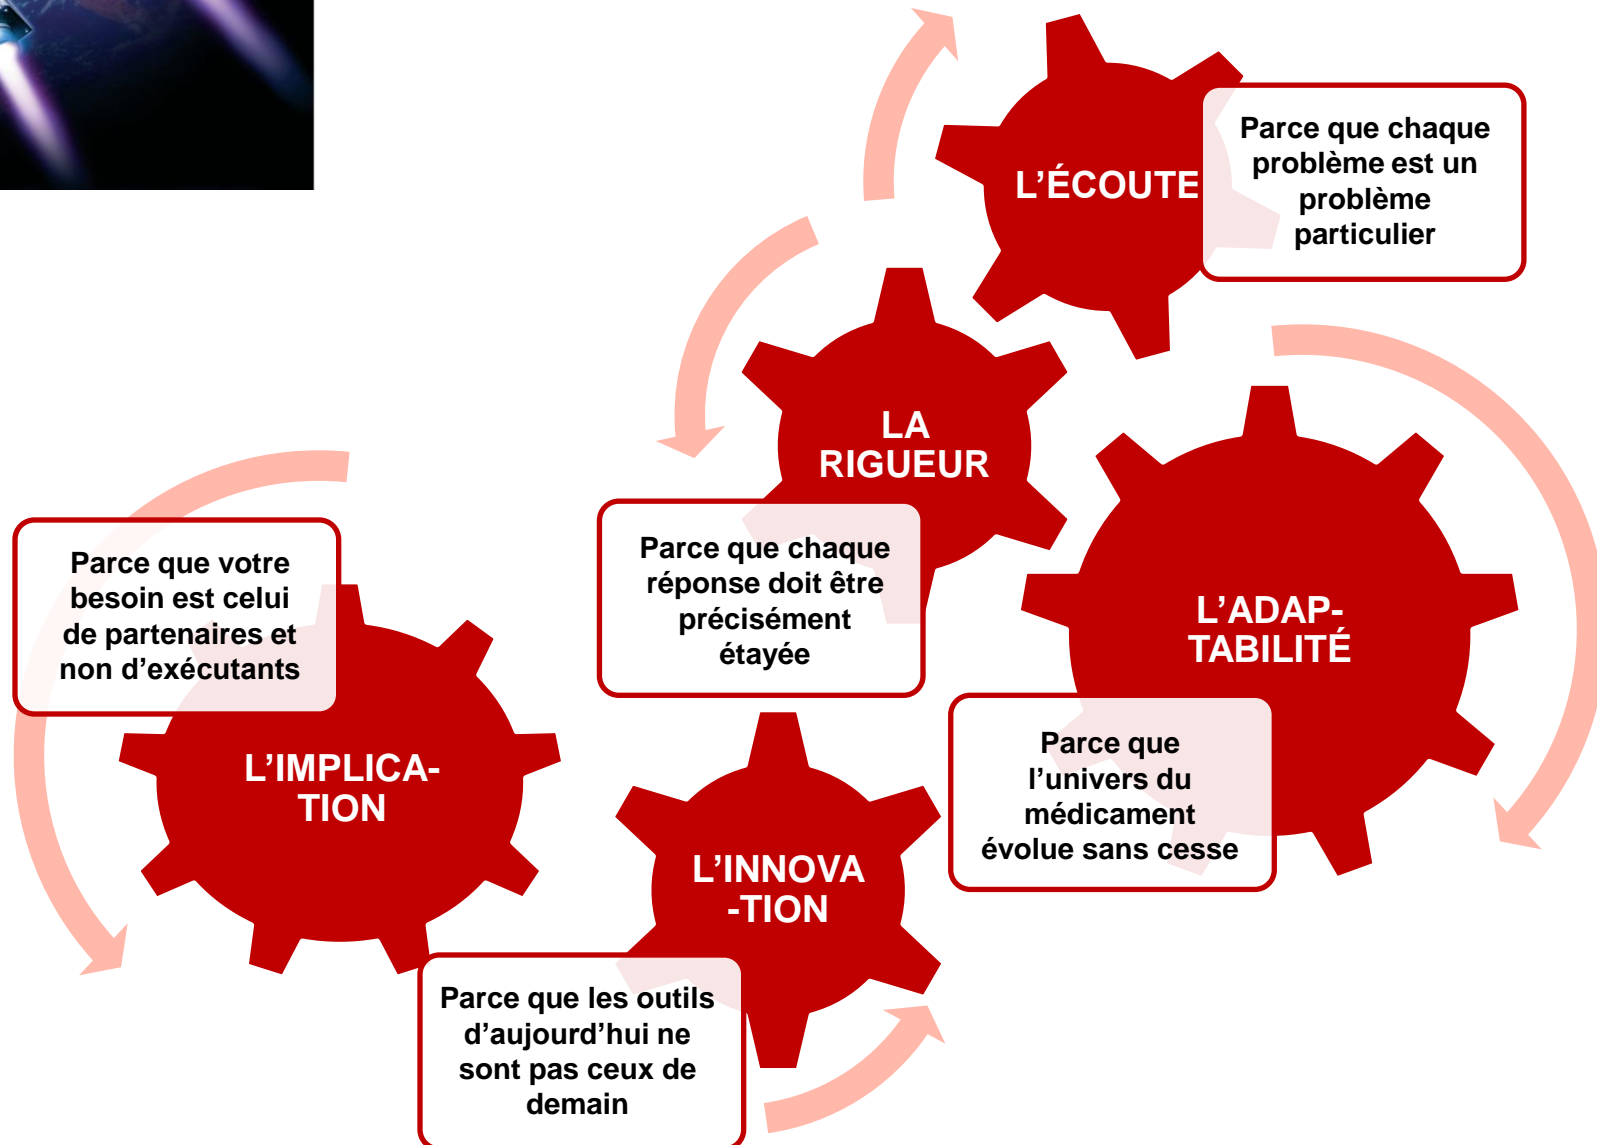 L’ÉCOUTE
Parce que chaque
problème est un
problème
particulier
LA
RIGUEUR
Parce que chaque
réponse doit être
précisément
étayée
L’ADAP-
TABILITÉ
Parce que
l’univers du
médicament
évolue sans cesse
Parce que votre
besoin est celui
de partenaires et
non d’exécutants
L’IMPLICA-
TION
L’INNOVA
-TION
Parce que les outils
d’aujourd’hui ne
sont pas ceux de
demain